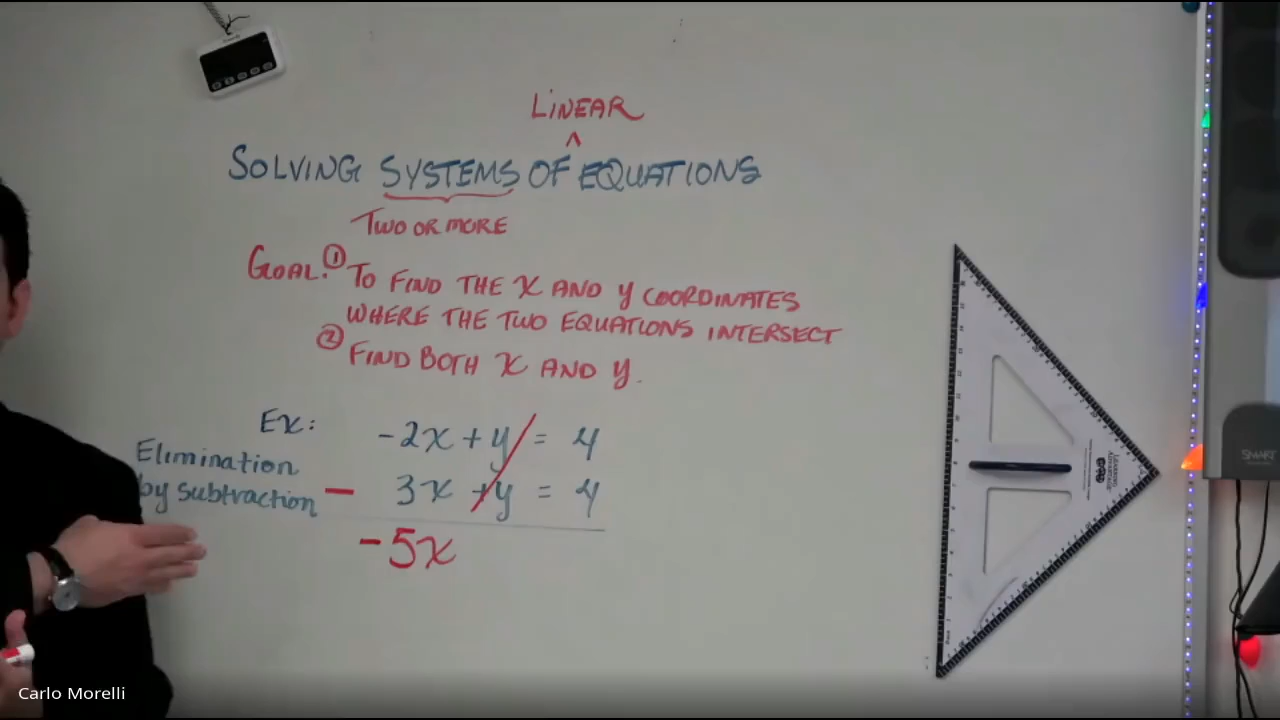 LINEAR
^
SOLVING SYSTEMS OF EQUATIONS
TWO OR MORE
GOAL: ① TO FIND THE X AND Y COORDINATES
WHERE THE TWO EQUATIONS INTERSECT
② FIND BOTH X AND Y.
Ex: -2x + y = 4
Elimination
by subtraction - 3x + y = 4
-5x
SMART
Carlo Morelli